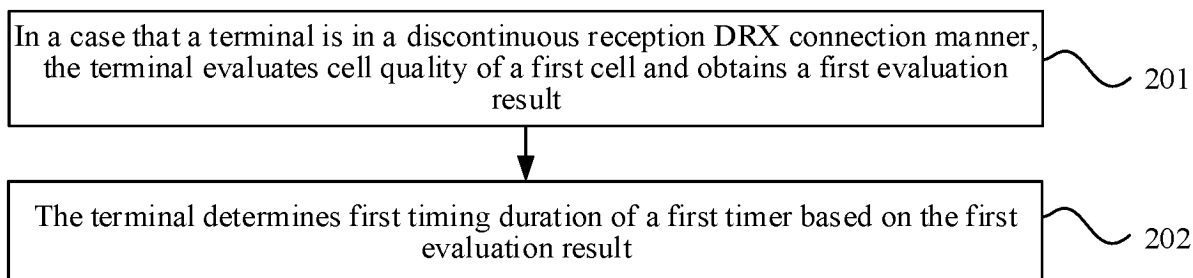 In a case that a terminal is in a discontinuous reception DRX connection manner,
the terminal evaluates cell quality of a first cell and obtains a first evaluation
result
201
The terminal determines first timing duration of a first timer based on the first
evaluation result
202